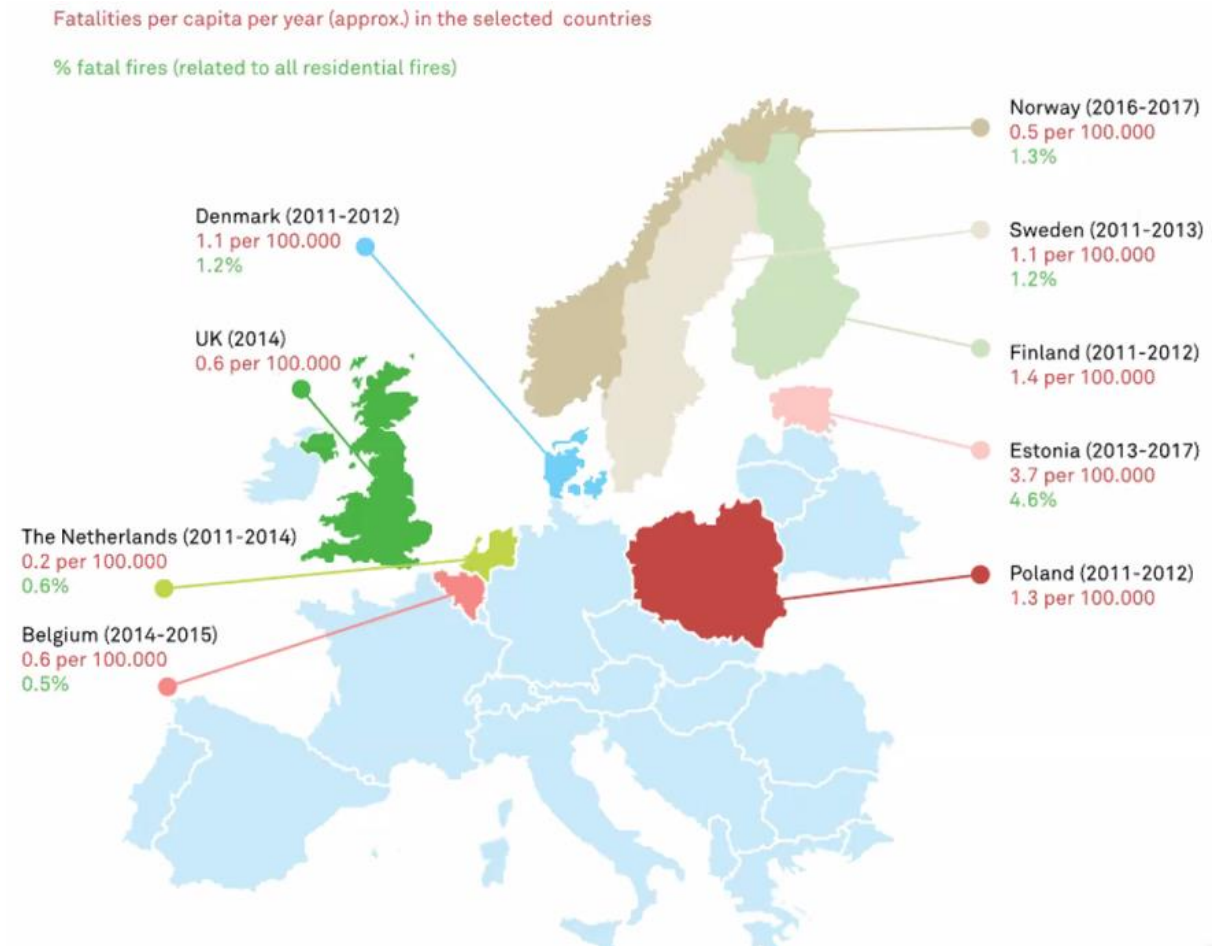 Fatalities per capita per year (approx.) in the selected countries
% fatal fires (related to all residential fires)
Norway (2016-2017)
0.5 per 100.000
1.3%
Denmark (2011-2012)
1.1 per 100.000
1.2%
Sweden (2011-2013)
1.1 per 100.000
1.2%
UK (2014)
0.6 per 100.000
Finland (2011-2012)
1.4 per 100.000
Estonia (2013-2017)
3.7 per 100.000
4.6%
The Netherlands (2011-2014)
0.2 per 100.000
0.6%
Poland (2011-2012)
1.3 per 100.000
Belgium (2014-2015)
0.6 per 100.000
0.5%